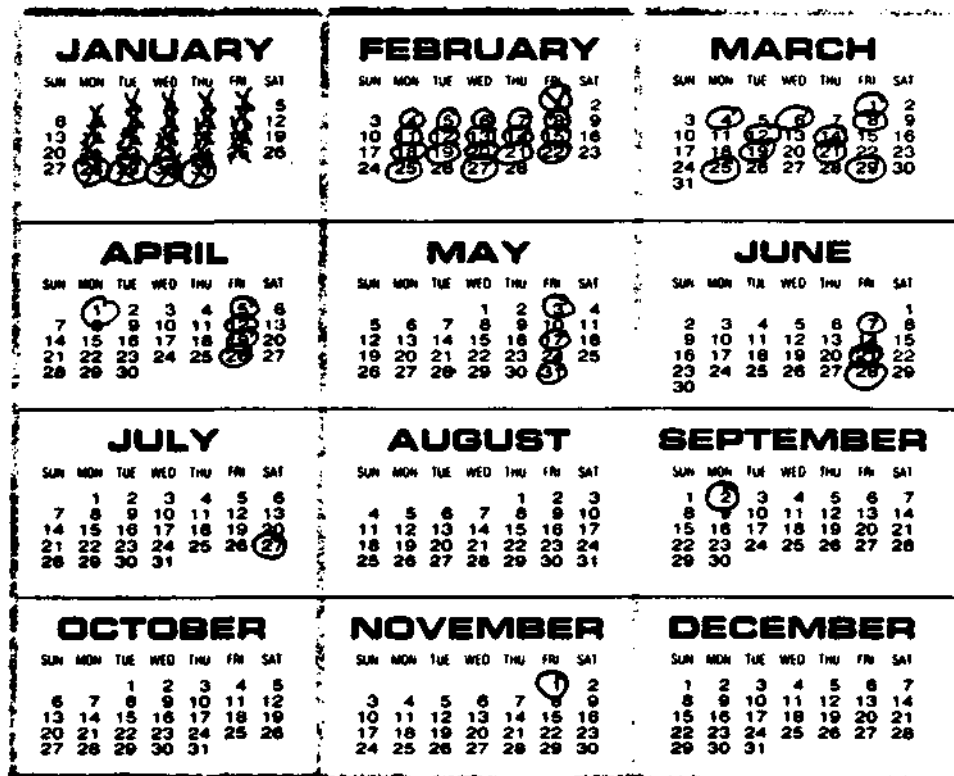 JANUARY
SUN MON TUE WED THU FRI SAT
5
6 12
13 19
20 26
27
FEBRUARY
SUN MON TUE WED THU FRI SAT
2
3 4 5 6 7 8 9
10 11 12 13 14 15 16
17 18 19 20 21 22 23
24 25 26 27 28
MARCH
SUN MON TUE WED THU FRI SAT
1 2
3 4 5 6 7 8 9
10 11 12 13 14 15 16
17 18 19 20 21 22 23
24 25 26 27 28 29 30
31
APRIL
SUN MON TUE WED THU FRI SAT
1 2 3 4 5 6
7 8 9 10 11 12 13
14 15 16 17 18 19 20
21 22 23 24 25 26 27
28 29 30
MAY
SUN MON TUE WED THU FRI SAT
1 2 3 4
5 6 7 8 9 10 11
12 13 14 15 16 17 18
19 20 21 22 23 24 25
26 27 28 29 30 31
JUNE
SUN MON TUE WED THU FRI SAT
1
2 3 4 5 6 7 8
9 10 11 12 13 14 15
16 17 18 19 20 21 22
23 24 25 26 27 28 29
30
JULY
SUN MON TUE WED THU FRI SAT
1 2 3 4 5 6
7 8 9 10 11 12 13
14 15 16 17 18 19 20
21 22 23 24 25 26 27
28 29 30 31
AUGUST
SUN MON TUE WED THU FRI SAT
1 2 3
4 5 6 7 8 9 10
11 12 13 14 15 16 17
18 19 20 21 22 23 24
25 26 27 28 29 30 31
SEPTEMBER
SUN MON TUE WED THU FRI SAT
1 2 3 4 5 6 7
8 9 10 11 12 13 14
15 16 17 18 19 20 21
22 23 24 25 26 27 28
29 30
OCTOBER
SUN MON TUE WED THU FRI SAT
1 2 3 4 5
6 7 8 9 10 11 12
13 14 15 16 17 18 19
20 21 22 23 24 25 26
27 28 29 30 31
NOVEMBER
SUN MON TUE WED THU FRI SAT
1 2
3 4 5 6 7 8 9
10 11 12 13 14 15 16
17 18 19 20 21 22 23
24 25 26 27 28 29 30
DECEMBER
SUN MON TUE WED THU FRI SAT
1 2 3 4 5 6 7
8 9 10 11 12 13 14
15 16 17 18 19 20 21
22 23 24 25 26 27 28
29 30 31